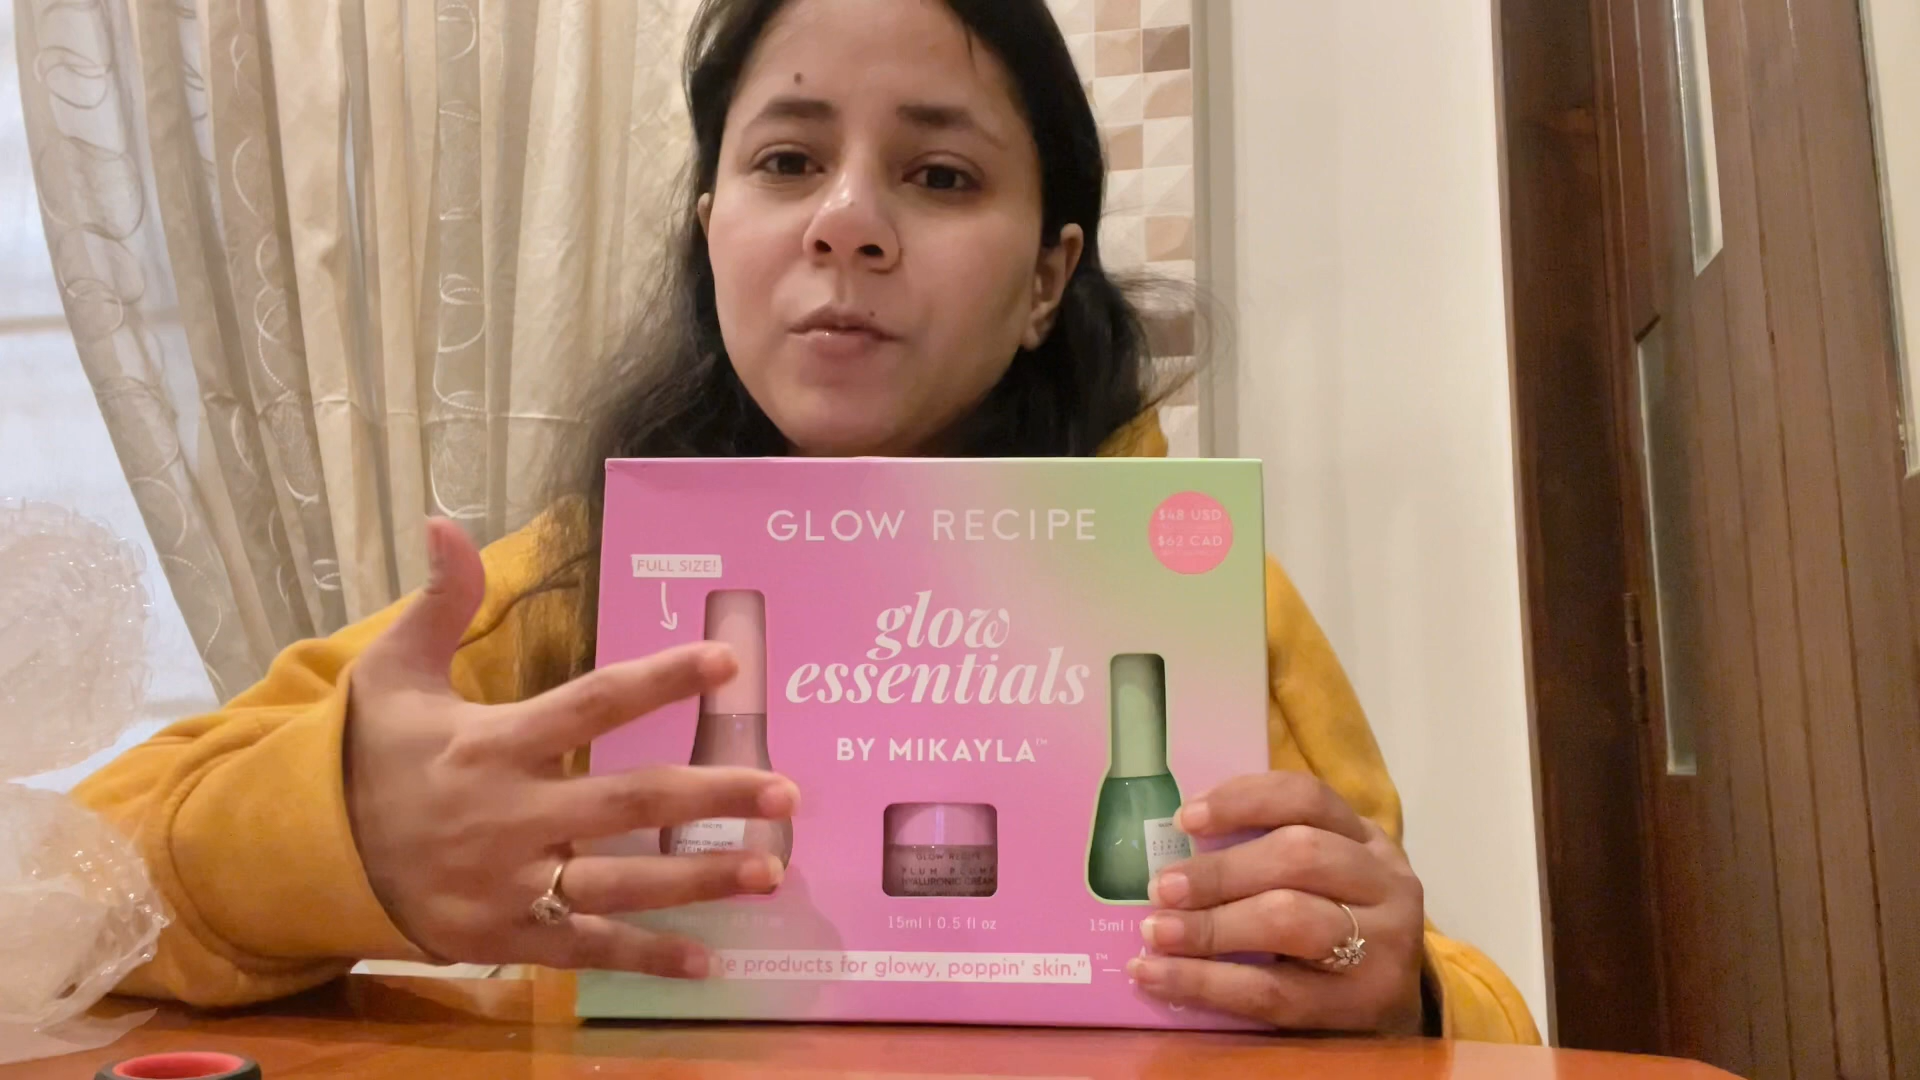 GLOW RECIPE
$48 USD
$62 CAD
FULL SIZE!
glow
essentials
BY MIKAYLA™
GLOW RECIPE
PLUM PLUMP
HYALURONIC CREAM
15ml | 0.5 fl oz
15ml |
products for glowy, poppin' skin."™ —